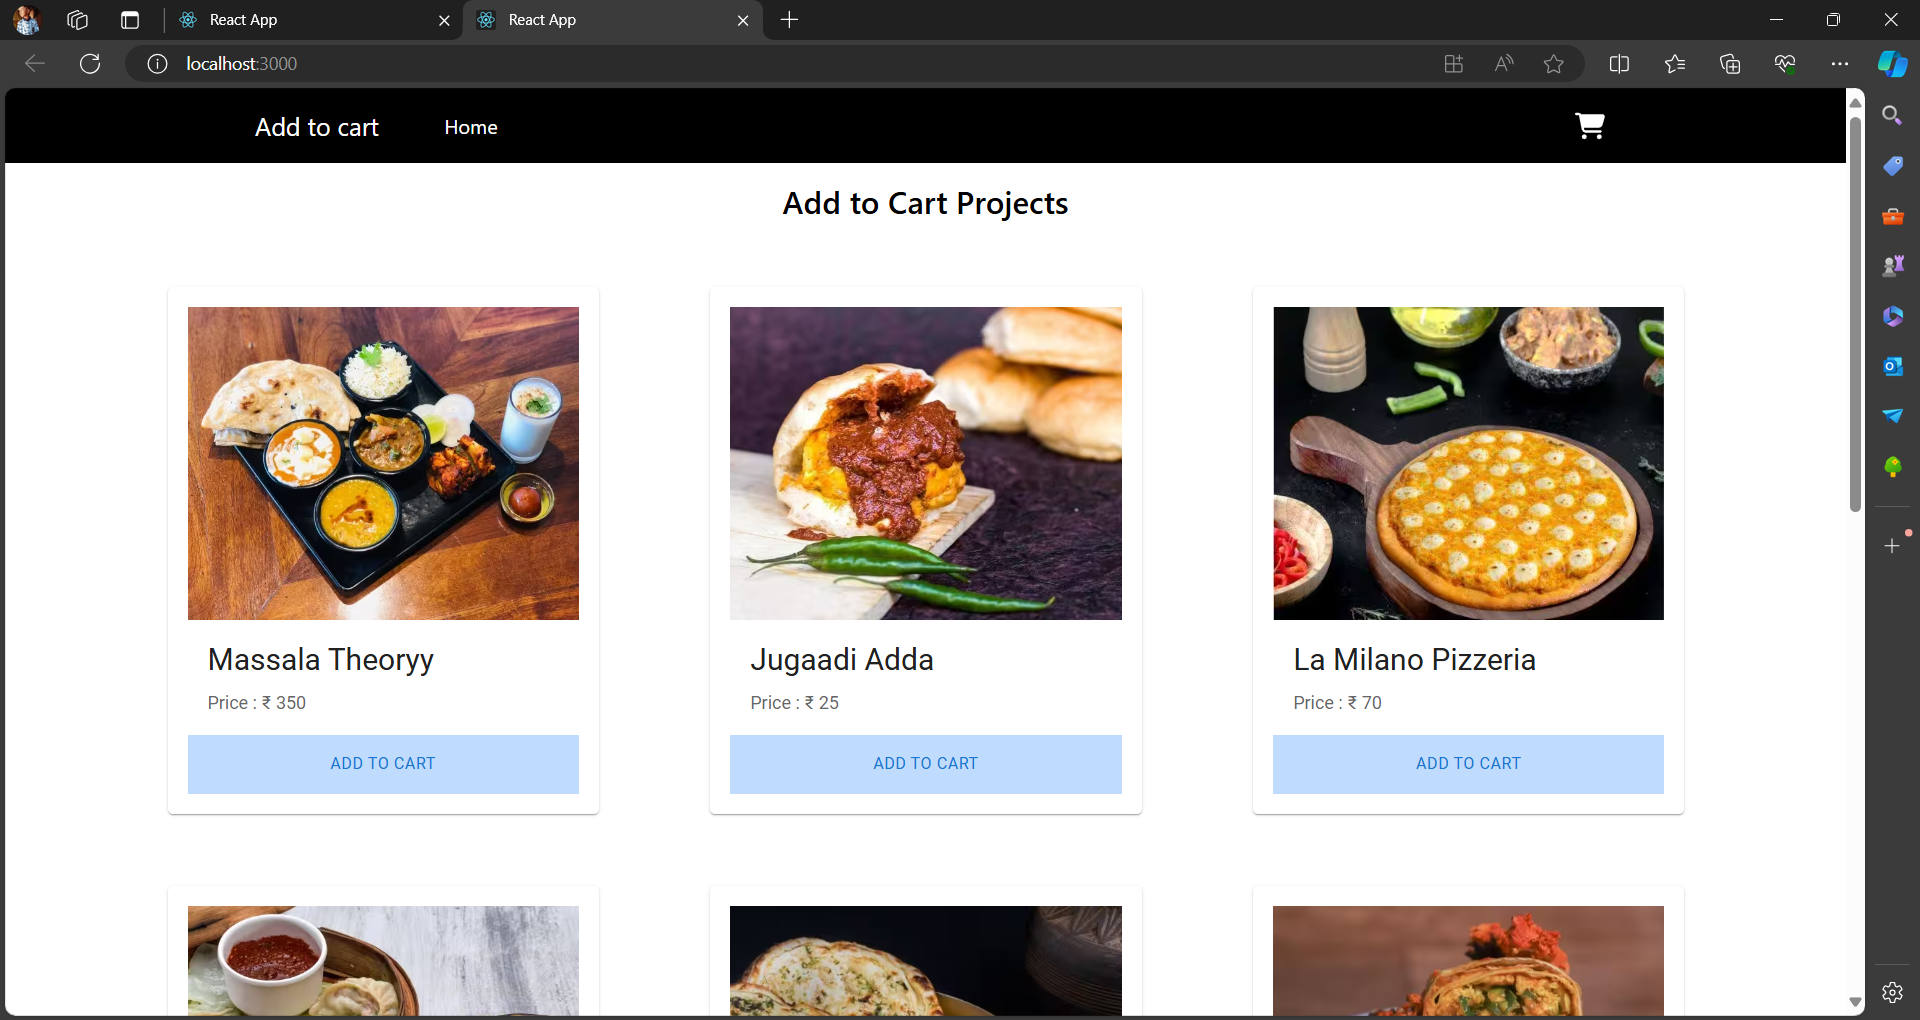 React App
React App
localhost:3000
Add to cart
Home
Add to Cart Projects
Massala Theoryy
Price : ₹ 350
ADD TO CART
Jugaadi Adda
Price : ₹ 25
ADD TO CART
La Milano Pizzeria
Price : ₹ 70
ADD TO CART